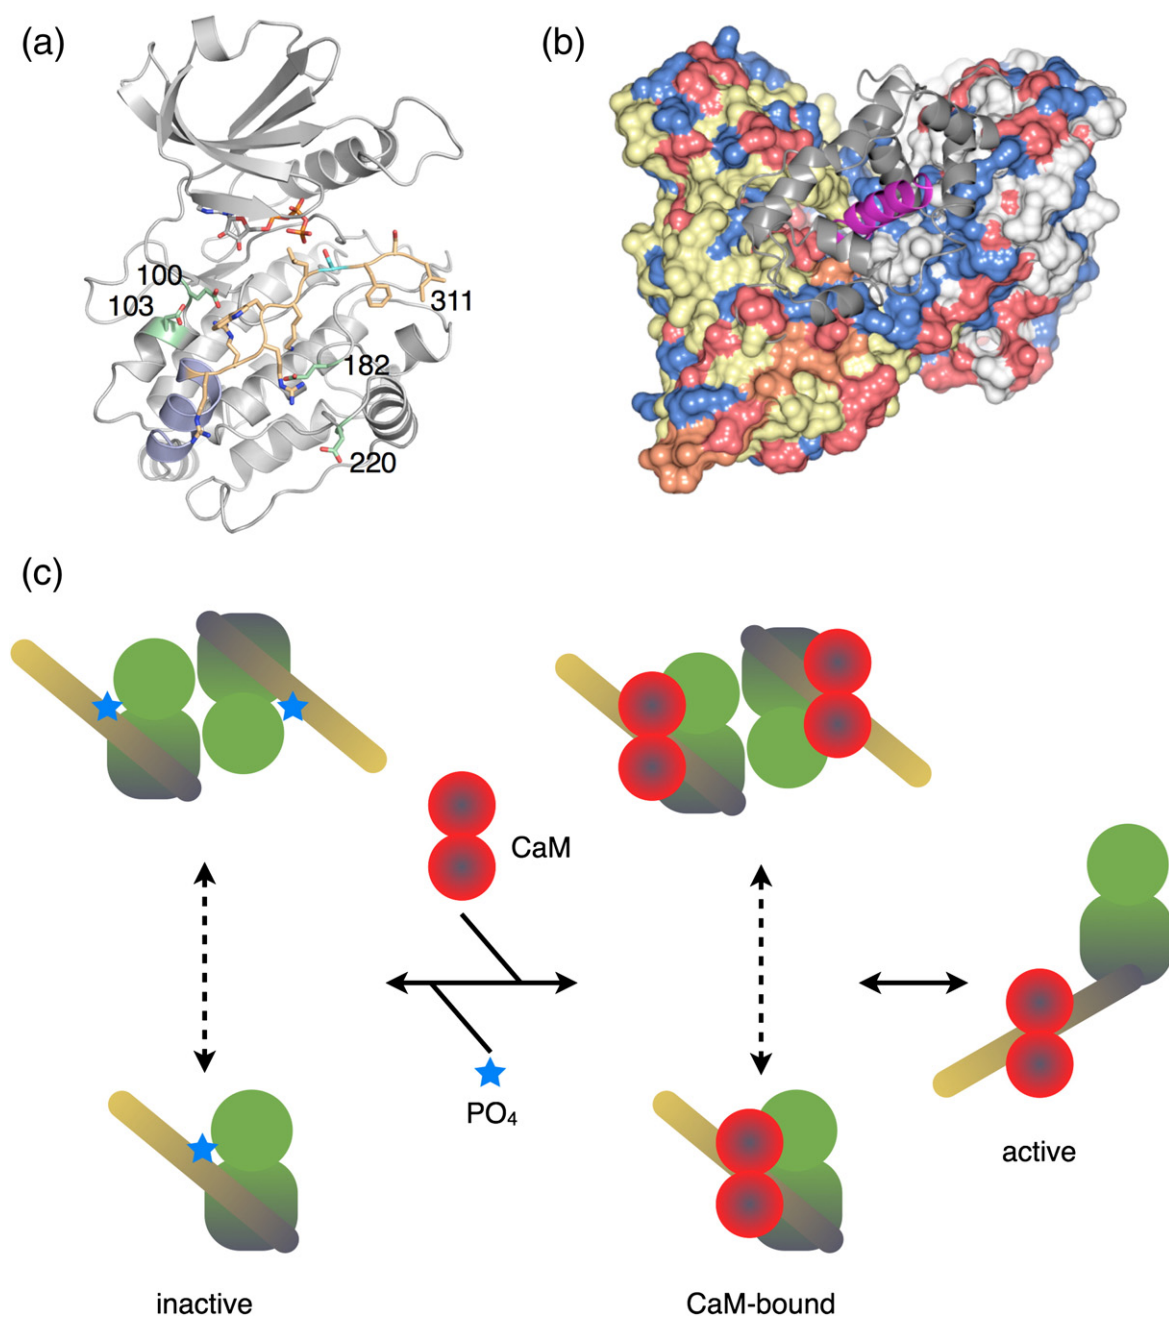 (a)
(b)
100
103
311
182
220
(c)
CaM
PO₄
active
inactive
CaM-bound